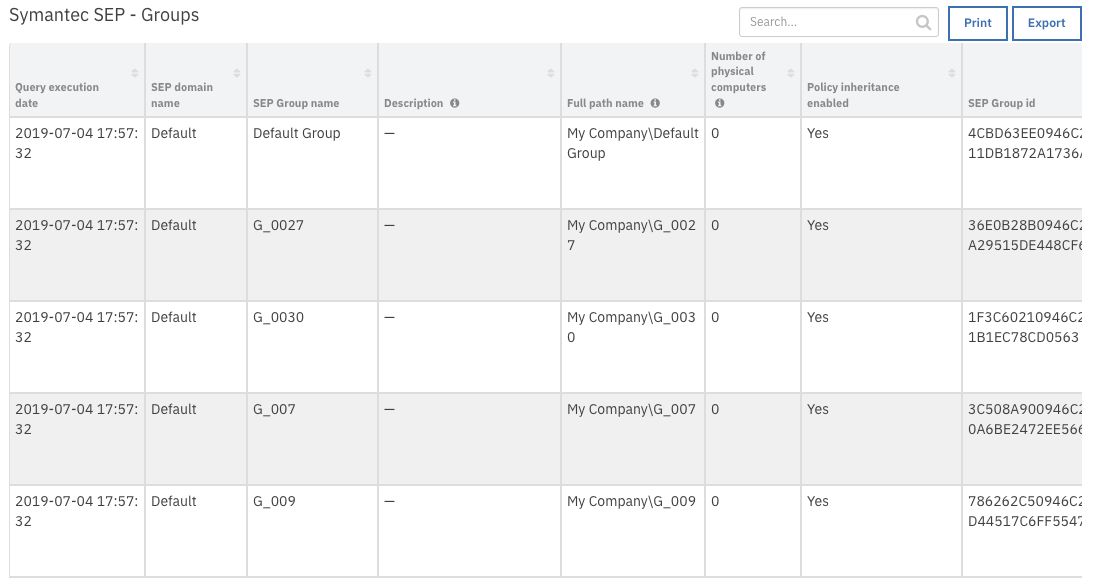 Symantec SEP - Groups
Search...
Print
Export
Query execution
date
SEP domain
name
SEP Group name
Description
Full path name
Number of
physical
computers
Policy inheritance
enabled
SEP Group id
2019-07-04 17:57:
32
Default
Default Group
—
My Company\Default
Group
0
Yes
4CBD63EE0946C2
11DB1872A1736A
2019-07-04 17:57:
32
Default
G_0027
—
My Company\G_002
7
0
Yes
36E0B28B0946C2
A29515DE448CF6
2019-07-04 17:57:
32
Default
G_0030
—
My Company\G_003
0
0
Yes
1F3C60210946C2
1B1EC78CD0563
2019-07-04 17:57:
32
Default
G_007
—
My Company\G_007
0
Yes
3C508A900946C2
0A6BE2472EE566
2019-07-04 17:57:
32
Default
G_009
—
My Company\G_009
0
Yes
786262C50946C2
D44517C6FF5547